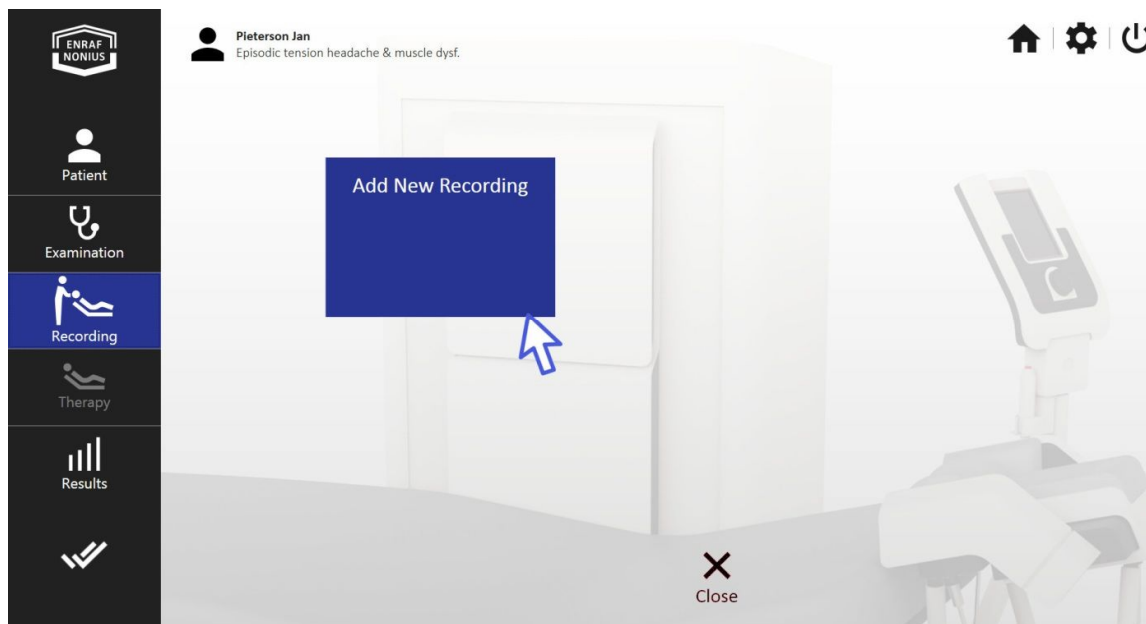 ENRAF
NONIUS
Pieterson Jan
Episodic tension headache & muscle dysf.
Patient
Add New Recording
Examination
Recording
Therapy
Results
Close